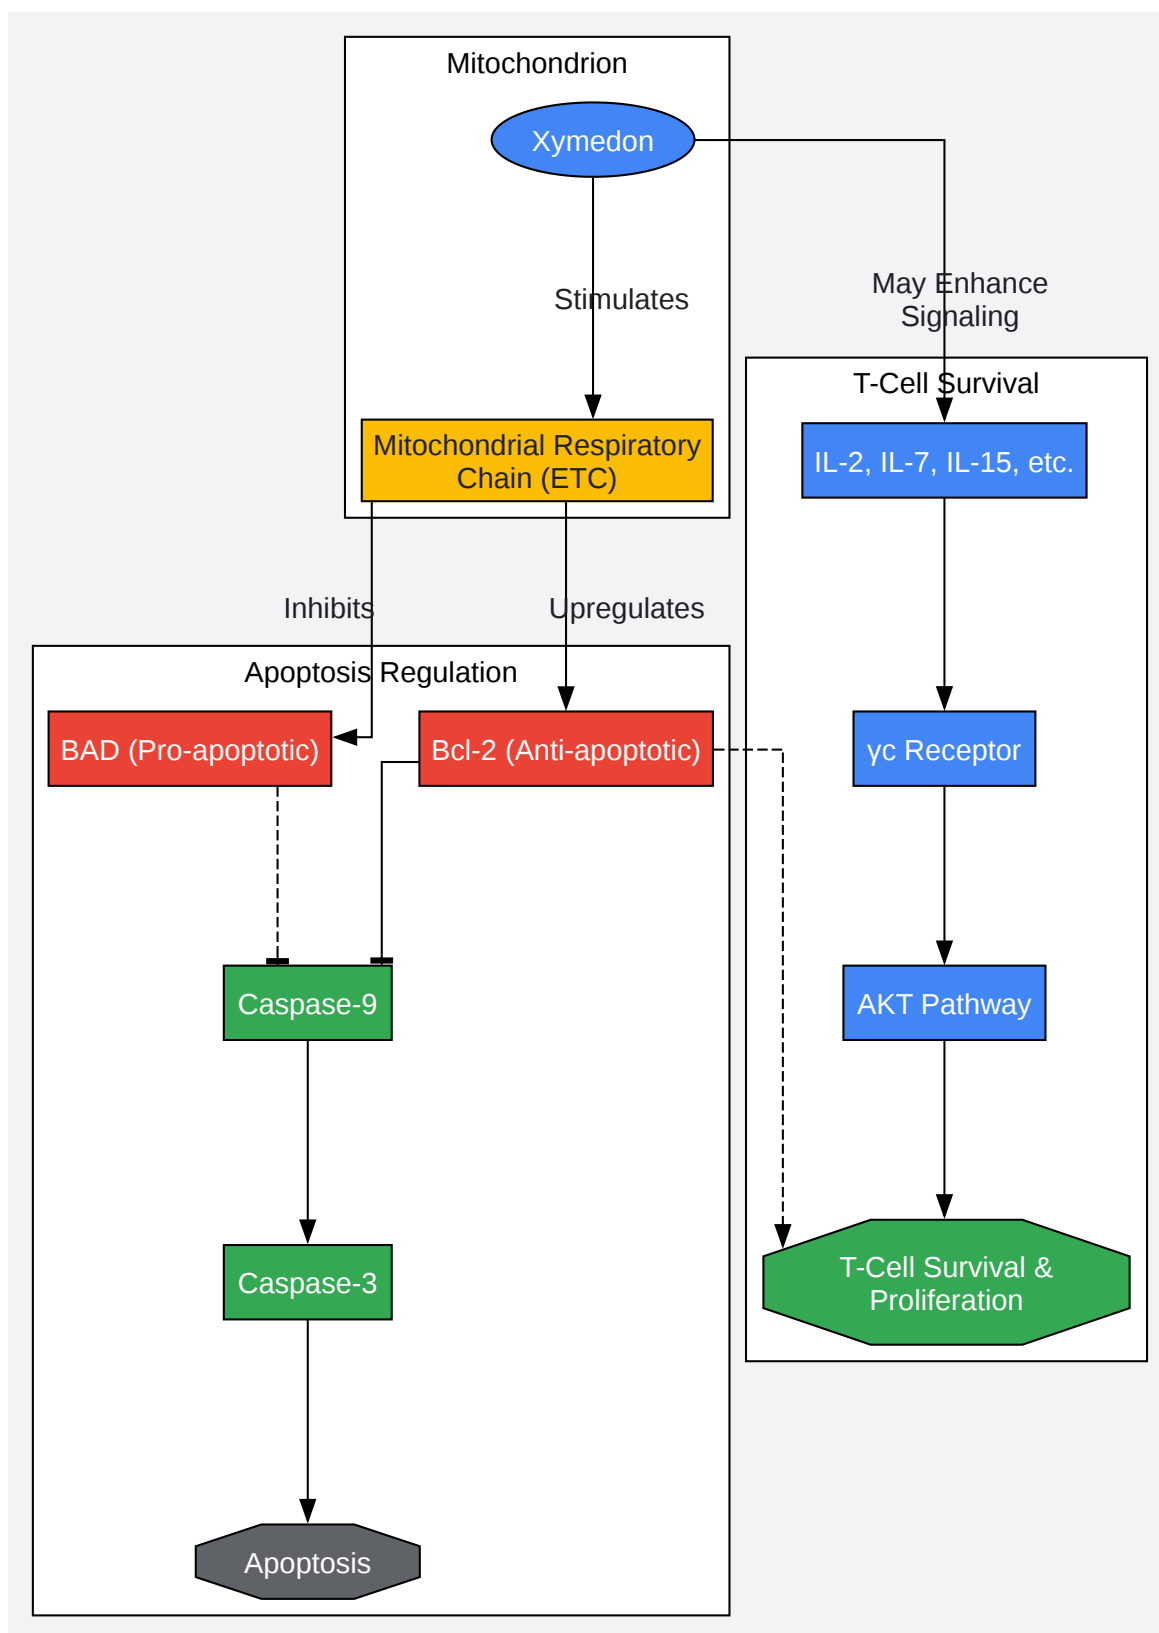 Mitochondrion
Xymedon
Stimulates
May Enhance
Signaling
T-Cell Survival
Mitochondrial Respiratory
Chain (ETC)
IL-2, IL-7, IL-15, etc.
Inhibits
Upregulates
Apoptosis Regulation
BAD (Pro-apoptotic)
Bcl-2 (Anti-apoptotic)
γc Receptor
Caspase-9
AKT Pathway
Caspase-3
T-Cell Survival &
Proliferation
Apoptosis